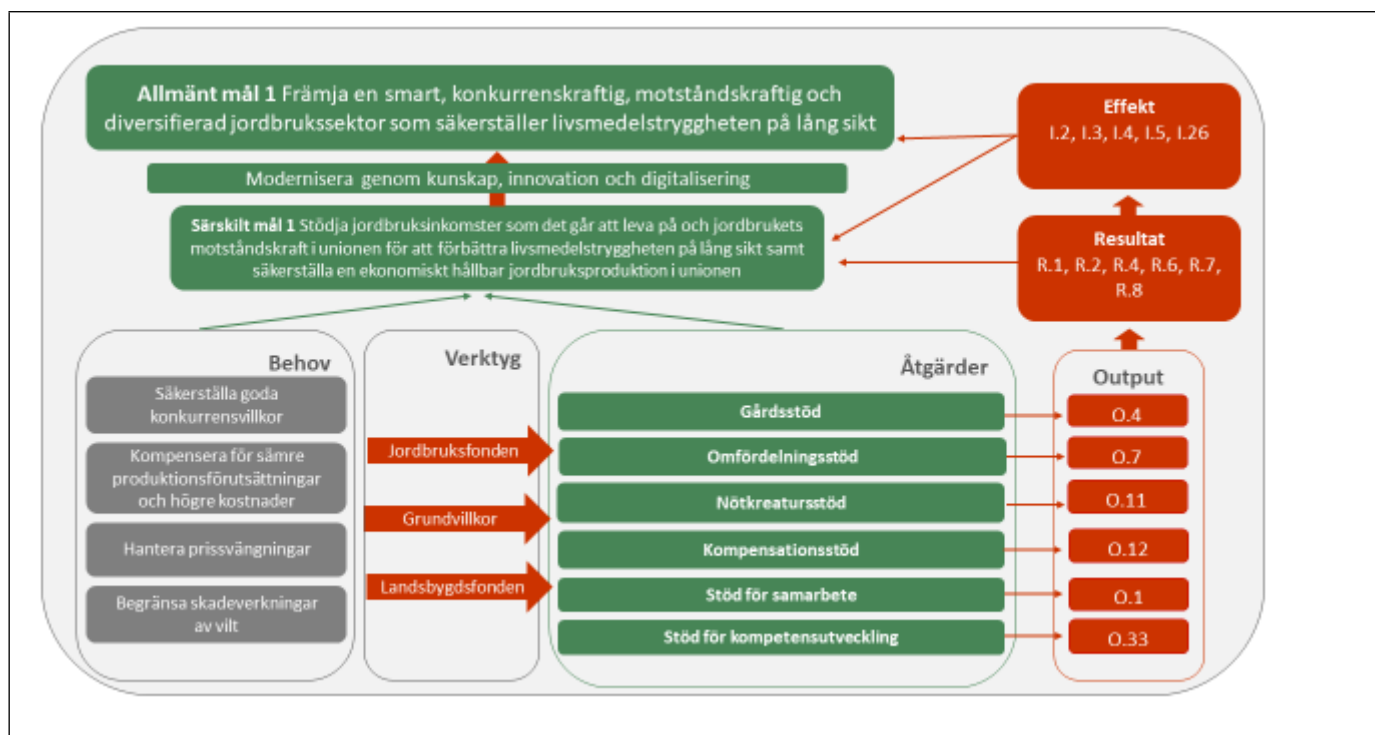 Allmänt mål 1 Främja en smart, konkurrenskraftig, motståndskraftig och
diversifierad jordbrukssektor som säkerställer livsmedelstryggheten på lång sikt
Modernisera genom kunskap, innovation och digitalisering
Särskilt mål 1 Stödja jordbruksinkomster som det går att leva på och jordbrukets
motståndskraft i unionen för att förbättra livsmedelstryggheten på lång sikt samt
säkerställa en ekonomiskt hållbar jordbruksproduktion i unionen
Effekt
I.2, I.3, I.4, I.5, I.26
Resultat
R.1, R.2, R.4, R.6, R.7,
R.8
Behov
Säkerställa goda
konkurrensvillkor
Kompensera för sämre
produktionsförutsättningar
och högre kostnader
Hantera prissvängningar
Begränsa skadeverkningar
av vilt
Verktyg
Jordbruksfonden
Grundvillkor
Landsbygdsfonden
Åtgärder
Gårdsstöd
Omfördelningsstöd
Nötkreatursstöd
Kompensationsstöd
Stöd för samarbete
Stöd för kompetensutveckling
Output
O.4
O.7
O.11
O.12
O.1
O.33